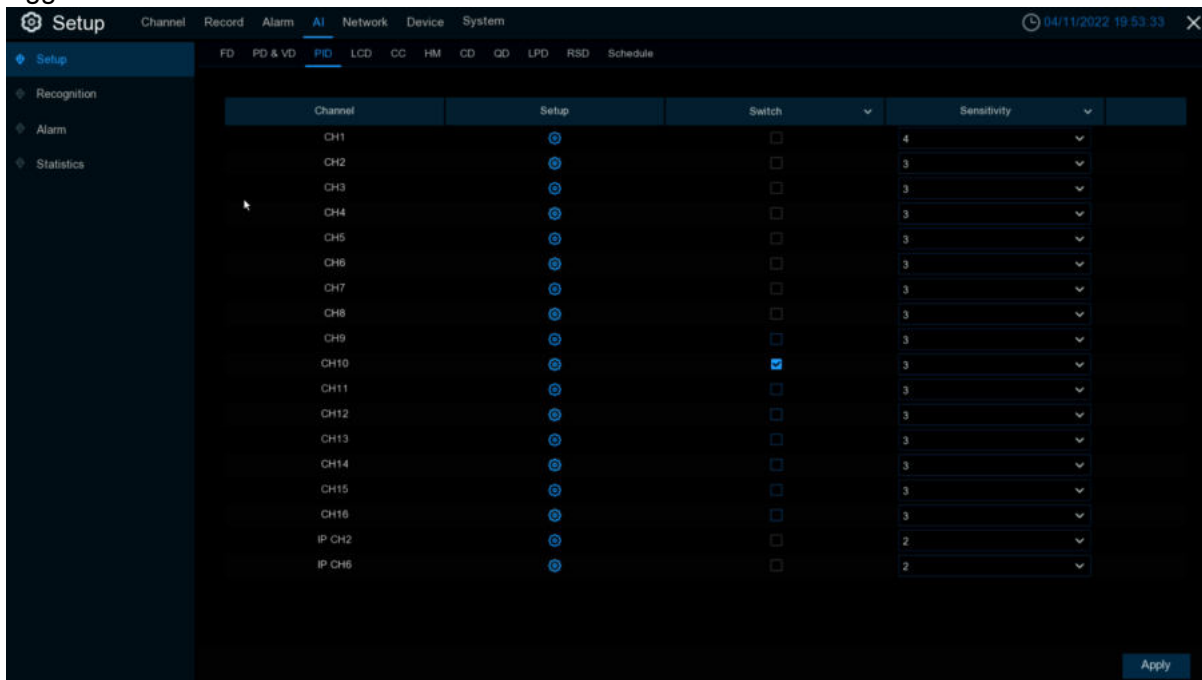 Setup Channel Record Alarm AI Network Device System 04/11/2022 19:53:33
Setup FD PD & VD PID LCD CC HM CD QD LPD RSD Schedule
Recognition
Alarm
Statistics
Channel Setup Switch Sensitivity
CH1 4
CH2 3
CH3 3
CH4 3
CH5 3
CH6 3
CH7 3
CH8 3
CH9 3
CH10 3
CH11 3
CH12 3
CH13 3
CH14 3
CH15 3
CH16 3
IP CH2 2
IP CH6 2
Apply